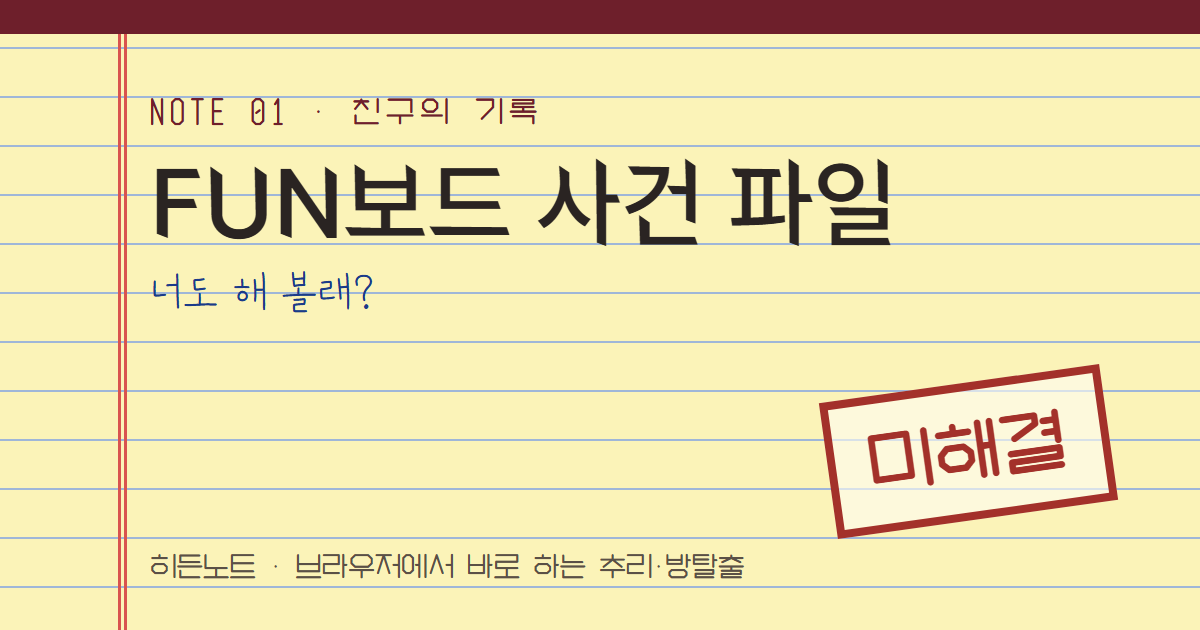 NOTE 01 · 친구의 기록
FUN보드 사건 파일
너도 해 볼래?
미해결
히든노트 · 브라우저에서 바로 하는 추리·방탈출